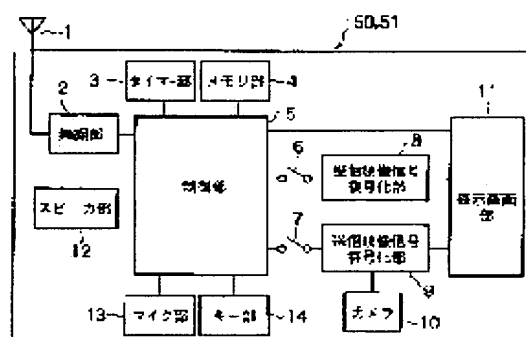 50,51
1
2
3
タイマー部
メモリ部
4
11
5
無線部
6
8
受信映像信号
復号化部
制御部
表示画面
部
スピーカ部
7
送信映像信号
符号化部
12
9
13
マイク部
キー部
14
カメラ
10